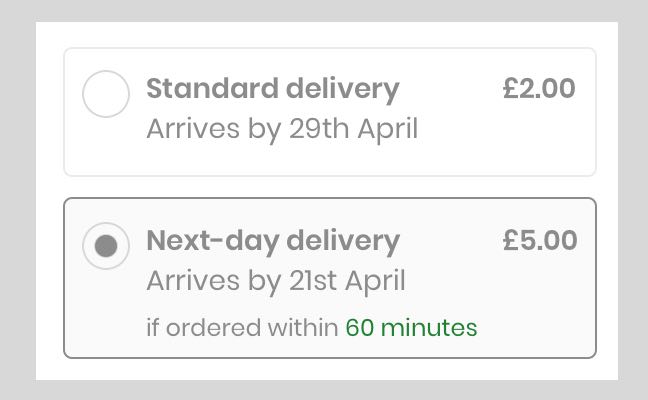 Standard delivery £2.00
Arrives by 29th April
Next-day delivery £5.00
Arrives by 21st April
if ordered within 60 minutes